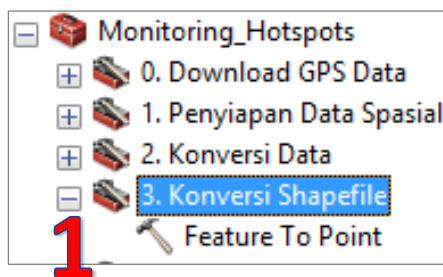 Monitoring_Hotspots
0. Download GPS Data
1. Penyiapan Data Spasial
2. Konversi Data
3. Konversi Shapefile
Feature To Point
1